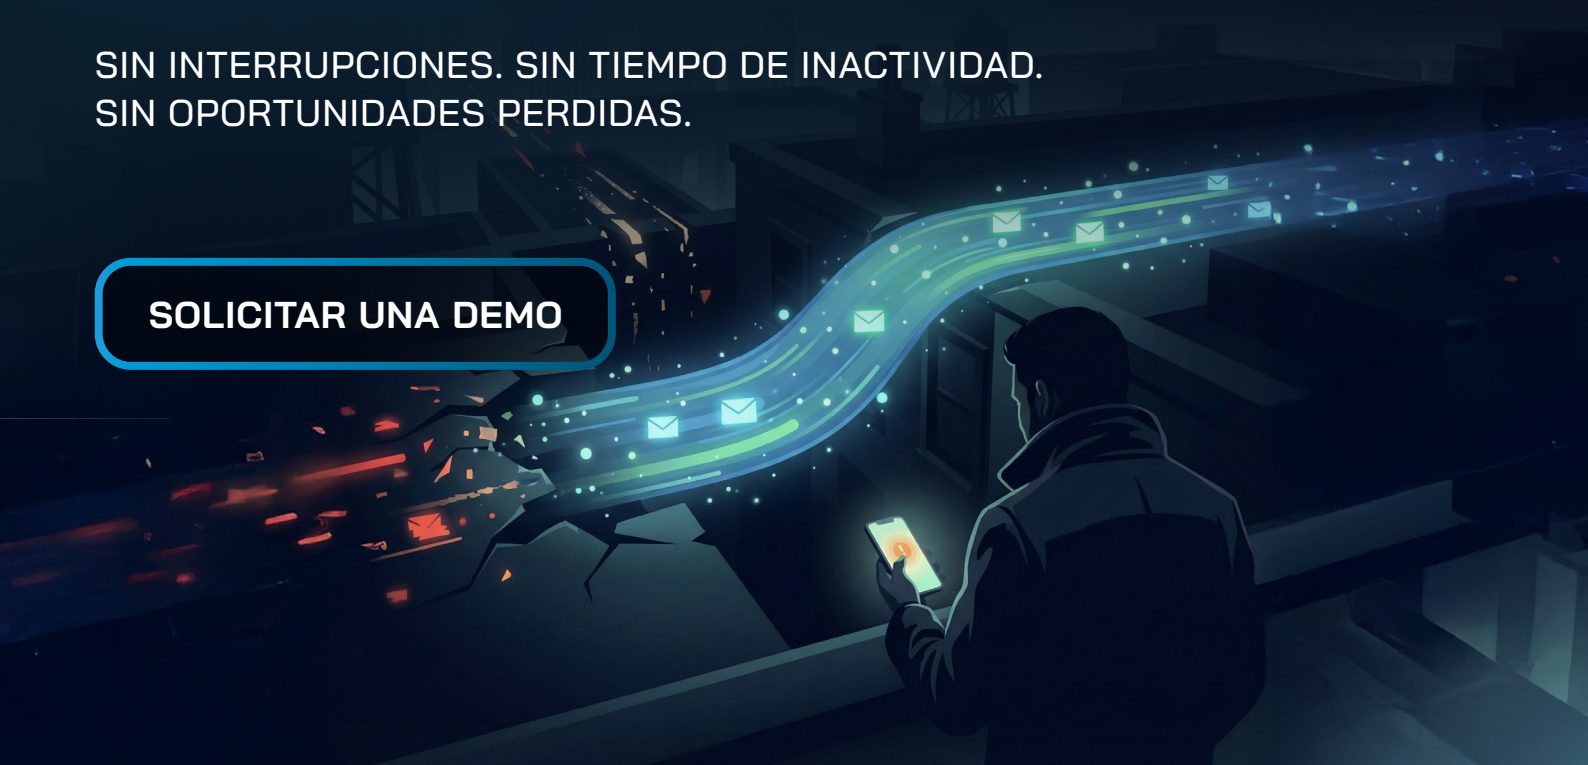 SIN INTERRUPCIONES. SIN TIEMPO DE INACTIVIDAD.
SIN OPORTUNIDADES PERDIDAS.
SOLICITAR UNA DEMO